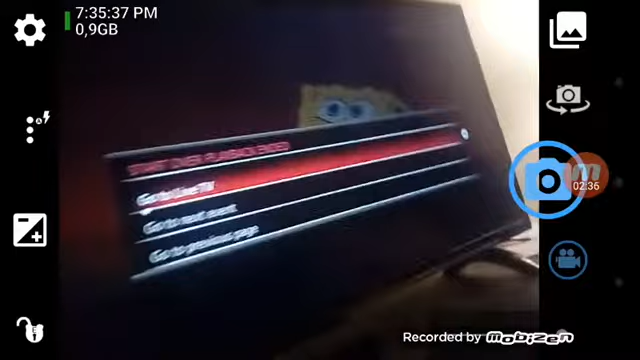 7:35:37 PM
0,9GB
START OVER PLAYBACK ENDED
Go to Live TV
Go to next event
Go to previous page
02:36
Recorded by mobizen